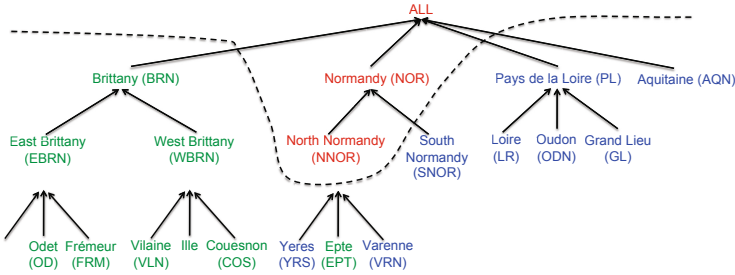 ALL
Brittany (BRN)
Normandy (NOR)
Pays de la Loire (PL)
Aquitaine (AQN)
East Brittany
(EBRN)
West Brittany
(WBRN)
North Normandy
(NNOR)
South
Normandy
(SNOR)
Loire
(LR)
Oudon
(ODN)
Grand Lieu
(GL)
Odet
(OD)
Frémeur
(FRM)
Vilaine
(VLN)
Ille
Couesnon
(COS)
Yeres
(YRS)
Epte
(EPT)
Varenne
(VRN)